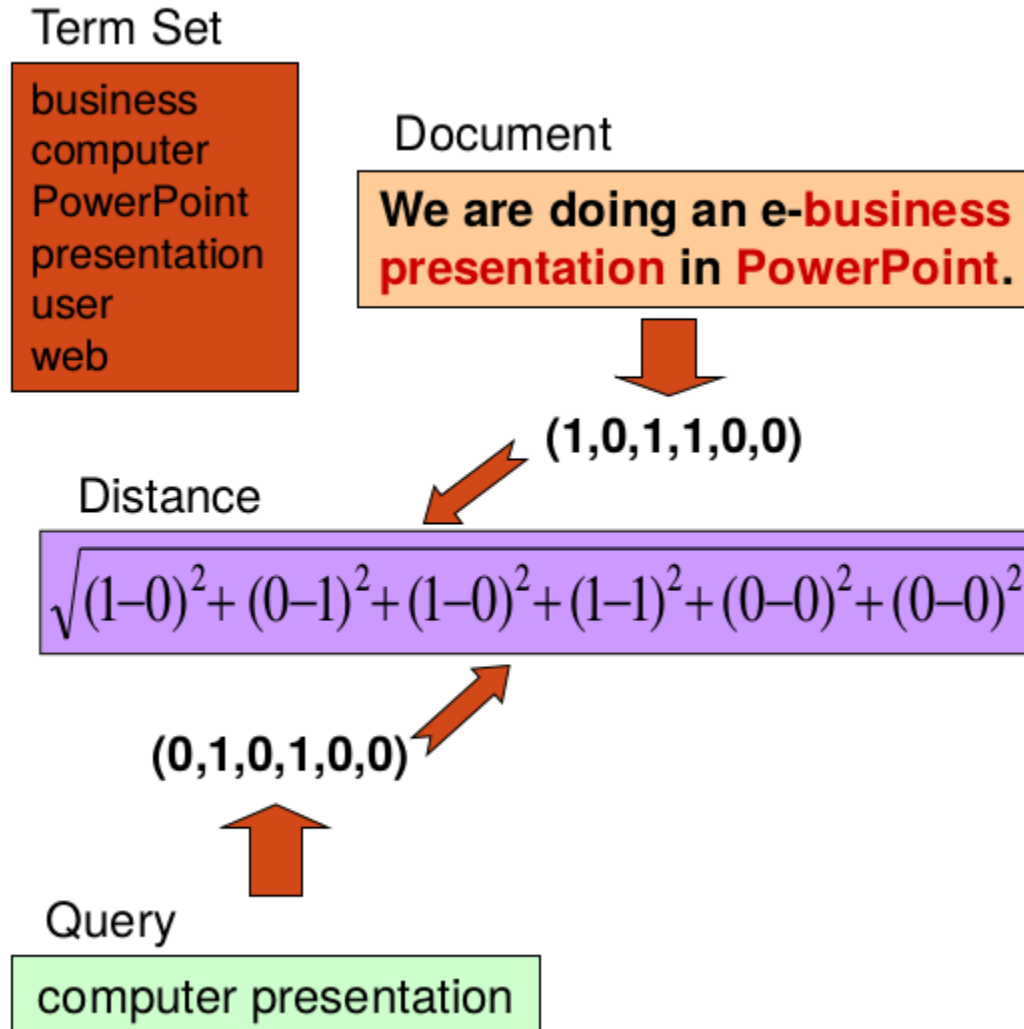 Term Set
business
computer
PowerPoint
presentation
user
web
Document
We are doing an e-business
presentation in PowerPoint.
(1,0,1,1,0,0)
Distance
√(1–0)²+ (0–1)²+ (1–0)²+ (1–1)²+ (0–0)²+ (0–0)²
(0,1,0,1,0,0)
Query
computer presentation